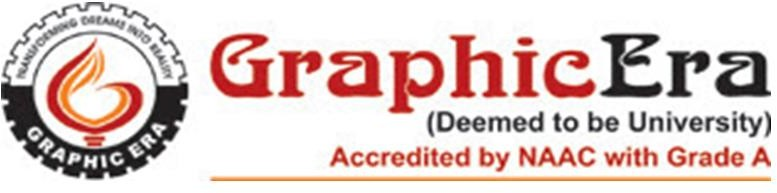 TRANSFORMING DREAMS INTO REALITY
GRAPHIC ERA
GraphicEra
(Deemed to be University)
Accredited by NAAC with Grade A